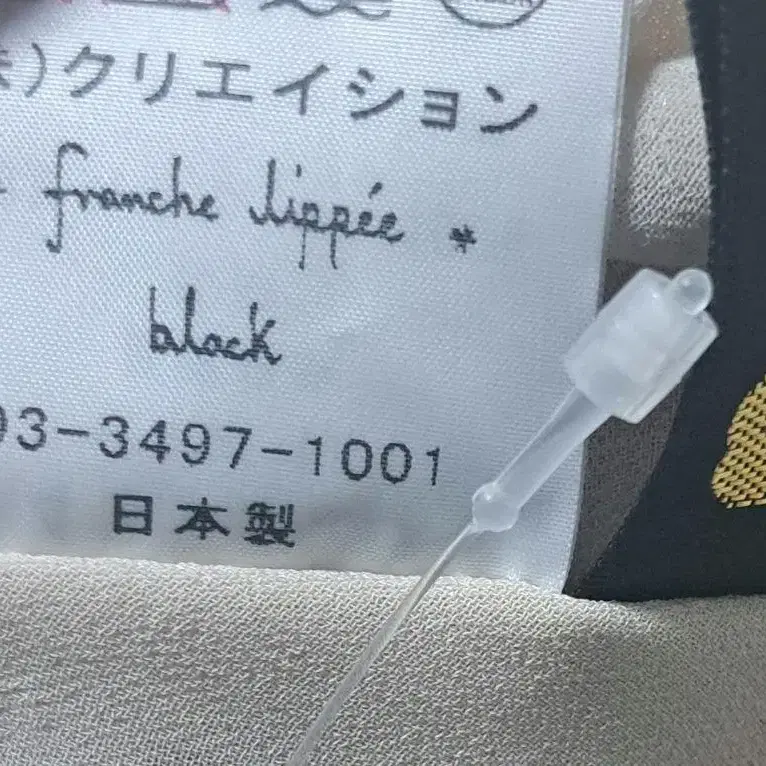 )クリエイション
franche lippée *
black
03-3497-1001
日本製